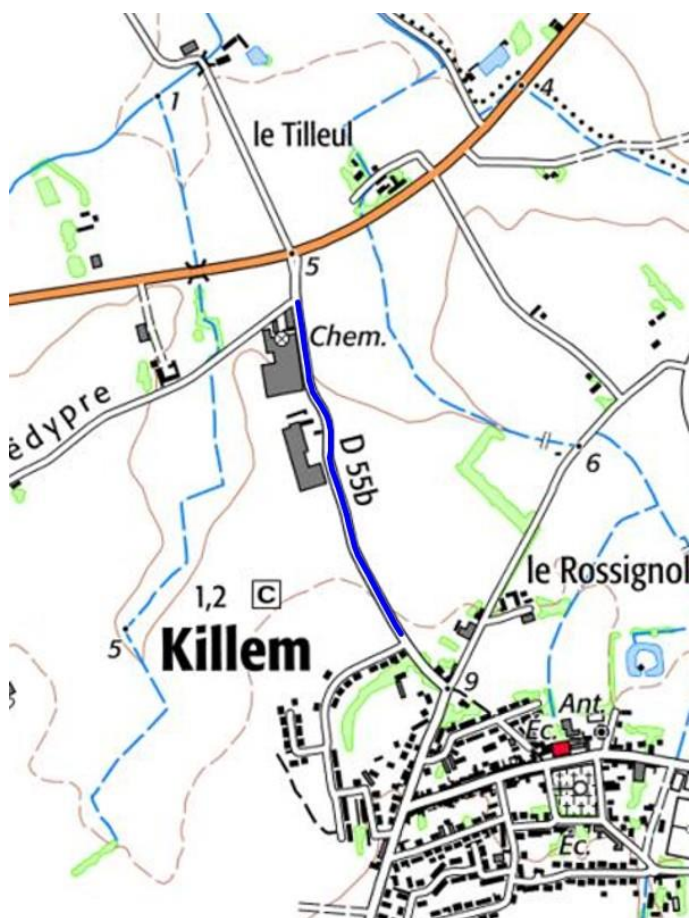 1
4
le Tilleul
5
Chem.
édypre
D 55b
6
le Rossignol
1,2 C
Killem
5
9
Ant.
Éc.
Éc.